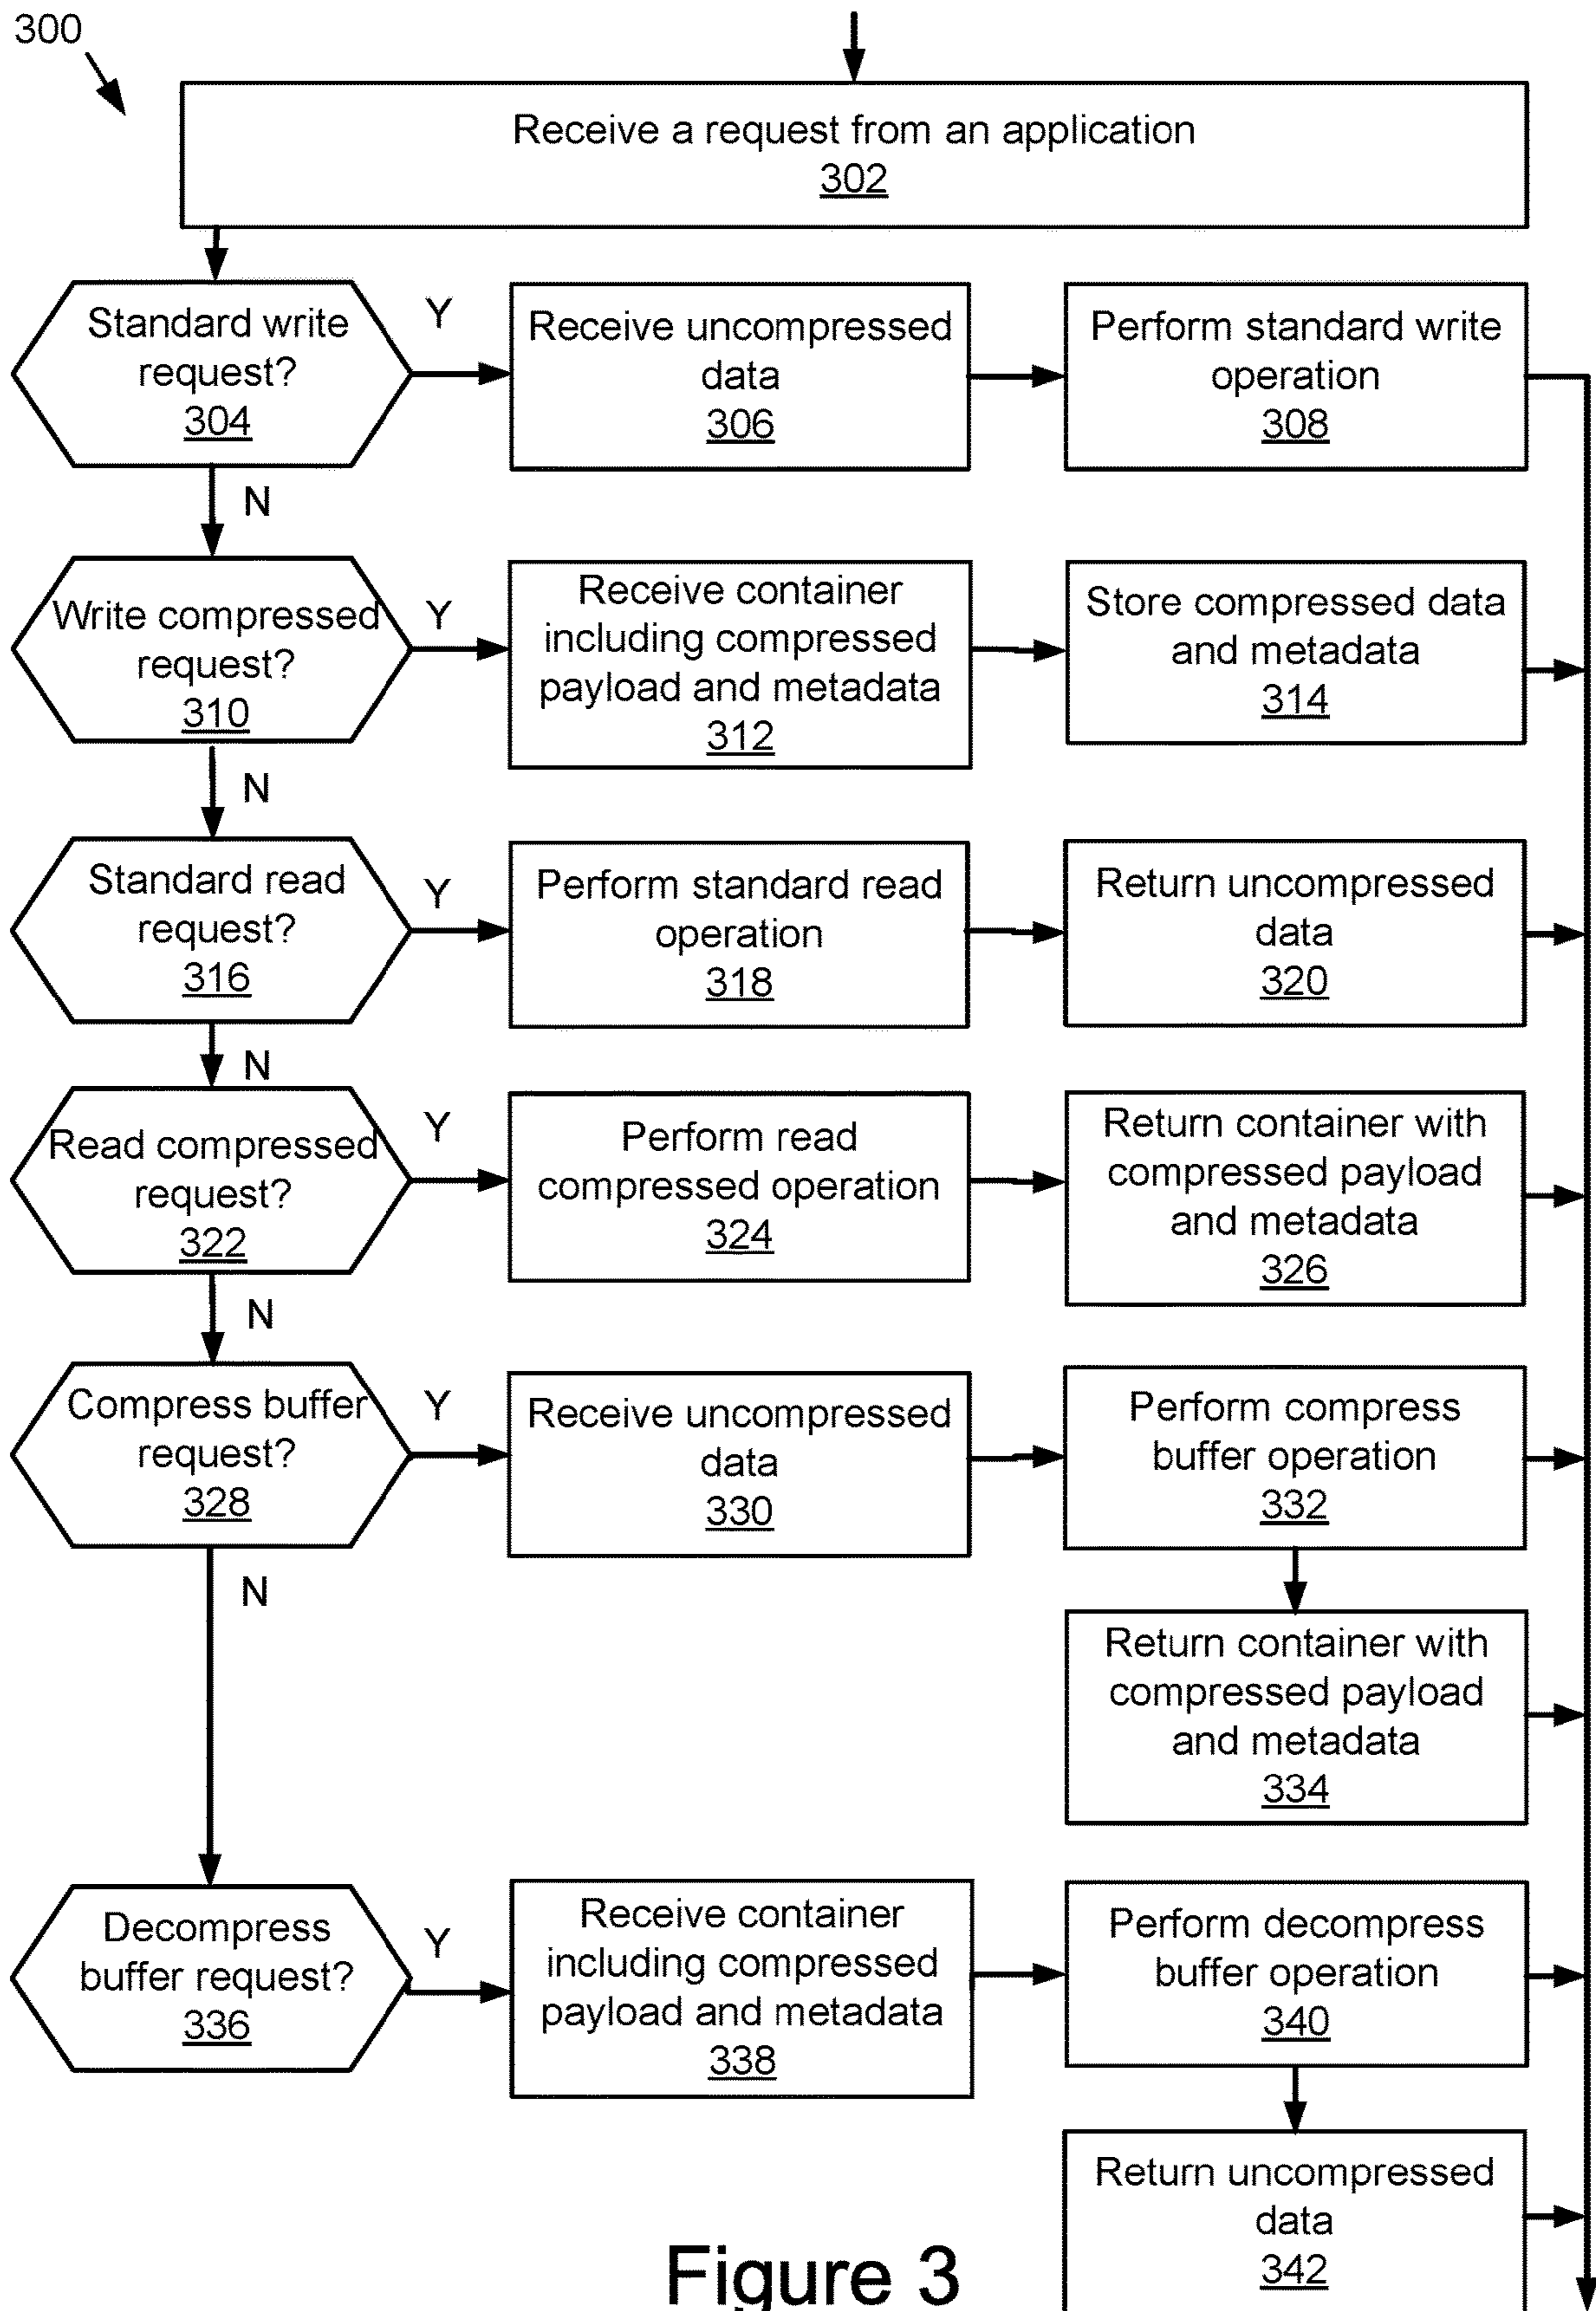 300
Receive a request from an application
302
Standard write
request?
304
Y
Receive uncompressed
data
306
Perform standard write
operation
308
N
Write compressed
request?
310
Y
Receive container
including compressed
payload and metadata
312
Store compressed data
and metadata
314
N
Standard read
request?
316
Y
Perform standard read
operation
318
Return uncompressed
data
320
N
Read compressed
request?
322
Y
Perform read
compressed operation
324
Return container with
compressed payload
and metadata
326
N
Compress buffer
request?
328
Y
Receive uncompressed
data
330
Perform compress
buffer operation
332
N
Return container with
compressed payload
and metadata
334
Decompress
buffer request?
336
Y
Receive container
including compressed
payload and metadata
338
Perform decompress
buffer operation
340
Return uncompressed
data
342
Figure 3